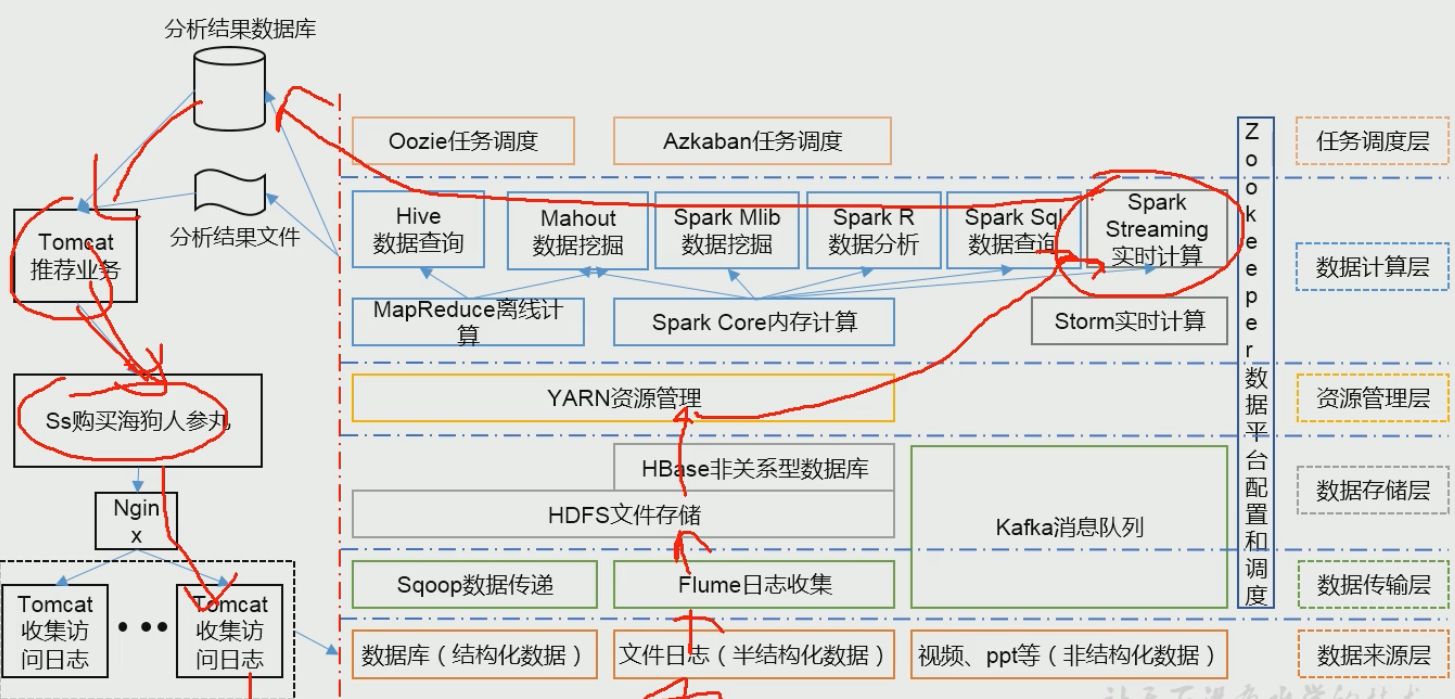 分析结果数据库
Oozie任务调度
Azkaban任务调度
任务调度层
分析结果文件
Tomcat
推荐业务
Hive
数据查询
Mahout
数据挖掘
Spark Mlib
数据挖掘
Spark R
数据分析
Spark Sql
数据查询
Spark
Streaming
实时计算
数据计算层
MapReduce离线计
算
Spark Core内存计算
Storm实时计算
Ss购买海狗人参丸
YARN资源管理
资源管理层
HBase非关系型数据库
HDFS文件存储
Kafka消息队列
数据存储层
Ngin
x
Tomcat
收集访
问日志
Tomcat
收集访
问日志
Sqoop数据传递
Flume日志收集
数据传输层
数据库（结构化数据）
文件日志（半结构化数据）
视频、ppt等（非结构化数据）
数据来源层
Zookeeper数据平台配置和调度